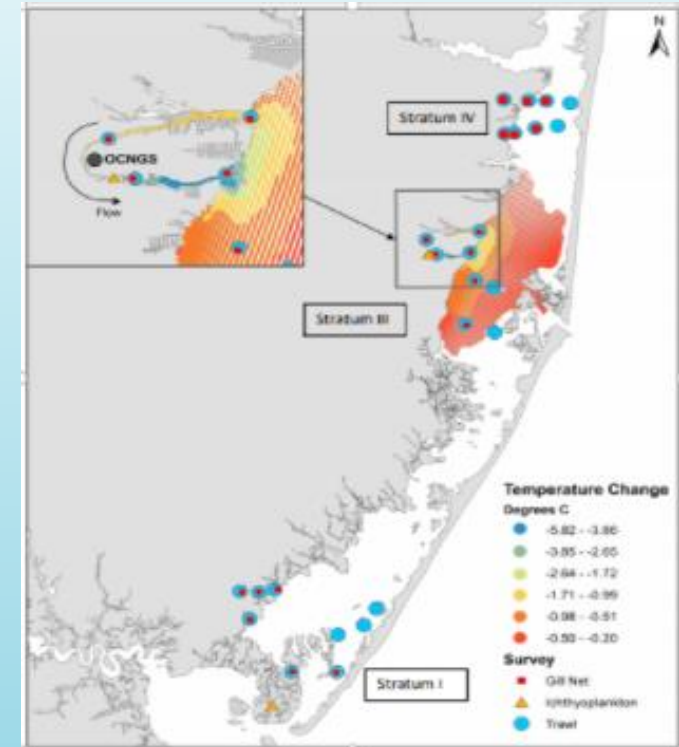 N
Stratum IV
OCNGS
Flow
Stratum III
Temperature Change
Degrees C
-5.82 - -3.86
-3.85 - -2.65
-2.64 - -1.72
-1.71 - -0.99
-0.98 - -0.51
-0.50 - -0.20
Survey
Gill Net
Ichthyoplankton
Trawl
Stratum I